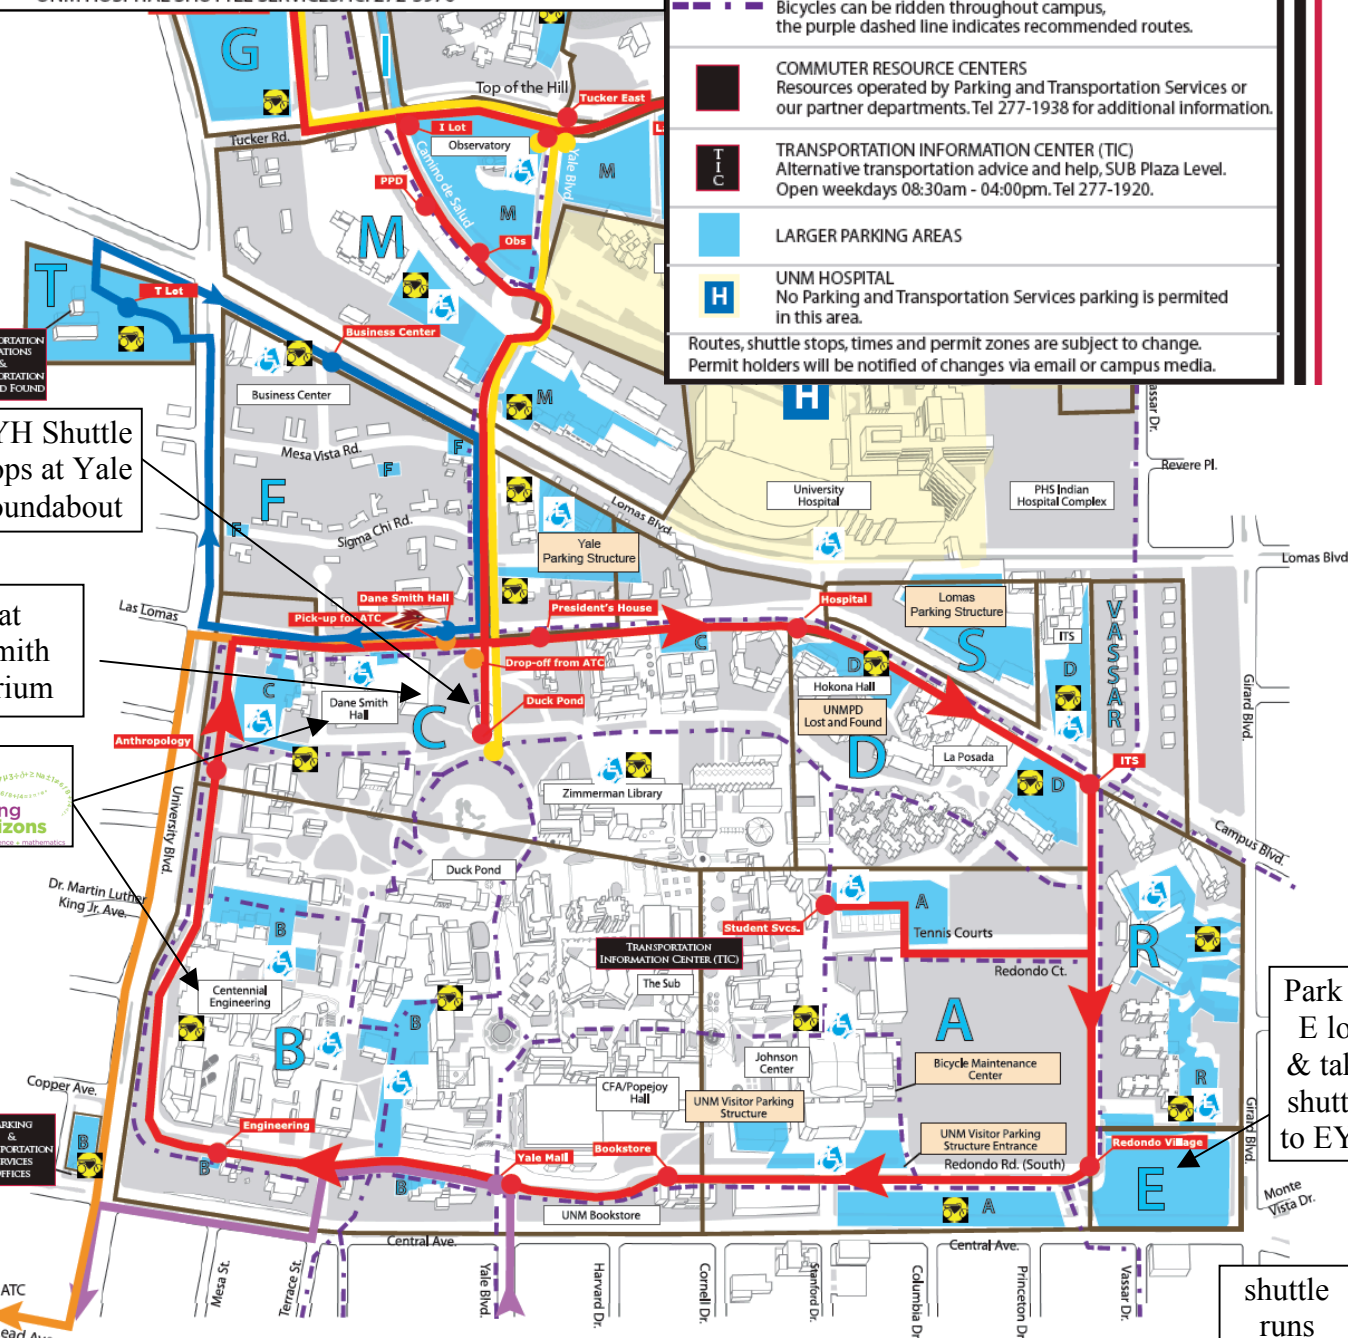 Bicycles can be ridden throughout campus,
the purple dashed line indicates recommended routes.
COMMUTER RESOURCE CENTERS
Resources operated by Parking and Transportation Services or
our partner departments. Tel 277-1938 for additional information.
T
I
C
TRANSPORTATION INFORMATION CENTER (TIC)
Alternative transportation advice and help, SUB Plaza Level.
Open weekdays 08:30am - 04:00pm. Tel 277-1920.
LARGER PARKING AREAS
H
UNM HOSPITAL
No Parking and Transportation Services parking is permited
in this area.
Routes, shuttle stops, times and permit zones are subject to change.
Permit holders will be notified of changes via email or campus media.
G
Top of the Hill
Tucker East
Tucker Rd.
I Lot
Observatory
Camino de Salud
Yale Blvd.
M
PPD
M
M
Obs
T
T Lot
Business Center
Business Center
M
H
Vassar Dr.
Revere Pl.
YH Shuttle
ops at Yale
oundabout
Mesa Vista Rd.
F
F
F
F
Sigma Chi Rd.
University
Hospital
PHS Indian
Hospital Complex
Lomas Blvd.
Lomas Blvd
Yale
Parking Structure
Lomas
Parking Structure
S
ITS
D
VASSAR
Girard Blvd.
at
mith
rium
Las Lomas
Dane Smith Hall
Pick-up for ATC
President's House
Hospital
C
Drop-off from ATC
Duck Pond
C
Dane Smith
Hall
C
D
Hokona Hall
UNMPD
Lost and Found
D
La Posada
D
ITS
Anthropology
ng
izons
ence + mathematics
University Blvd.
Zimmerman Library
Campus Blvd.
Dr. Martin Luther
King Jr. Ave.
Duck Pond
B
A
Student Svcs.
Tennis Courts
TRANSPORTATION
INFORMATION CENTER (TIC)
The Sub
Redondo Ct.
R
Centennial
Engineering
B
B
A
Park
E lo
& tal
shutt
to EY
Johnson
Center
Bicycle Maintenance
Center
CFA/Popejoy
Hall
UNM Visitor Parking
Structure
R
Girard Blvd.
Copper Ave.
B
Engineering
B
B
Yale Mall
Bookstore
UNM Visitor Parking
Structure Entrance
Redondo Rd. (South)
Redondo Village
E
A
UNM Bookstore
Monte
Vista Dr.
Central Ave.
Central Ave.
ATC
Mesa St.
Terrace St.
Yale Blvd.
Harvard Dr.
Cornell Dr.
Stanford Dr.
Columbia Dr.
Princeton Dr.
Vassar Dr.
shuttle
runs